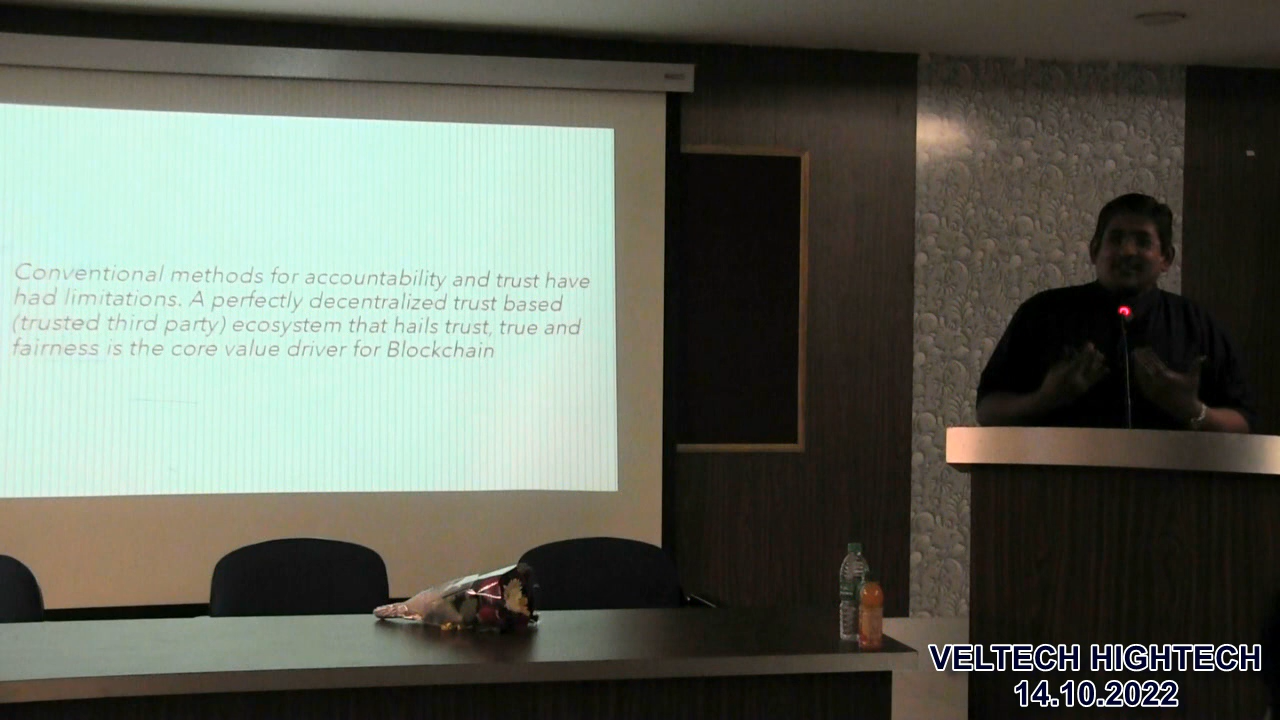 Conventional methods for accountability and trust have
had limitations. A perfectly decentralized trust based
(trusted third party) ecosystem that hails trust, true and
fairness is the core value driver for Blockchain
VELTECH HIGHTECH
14.10.2022